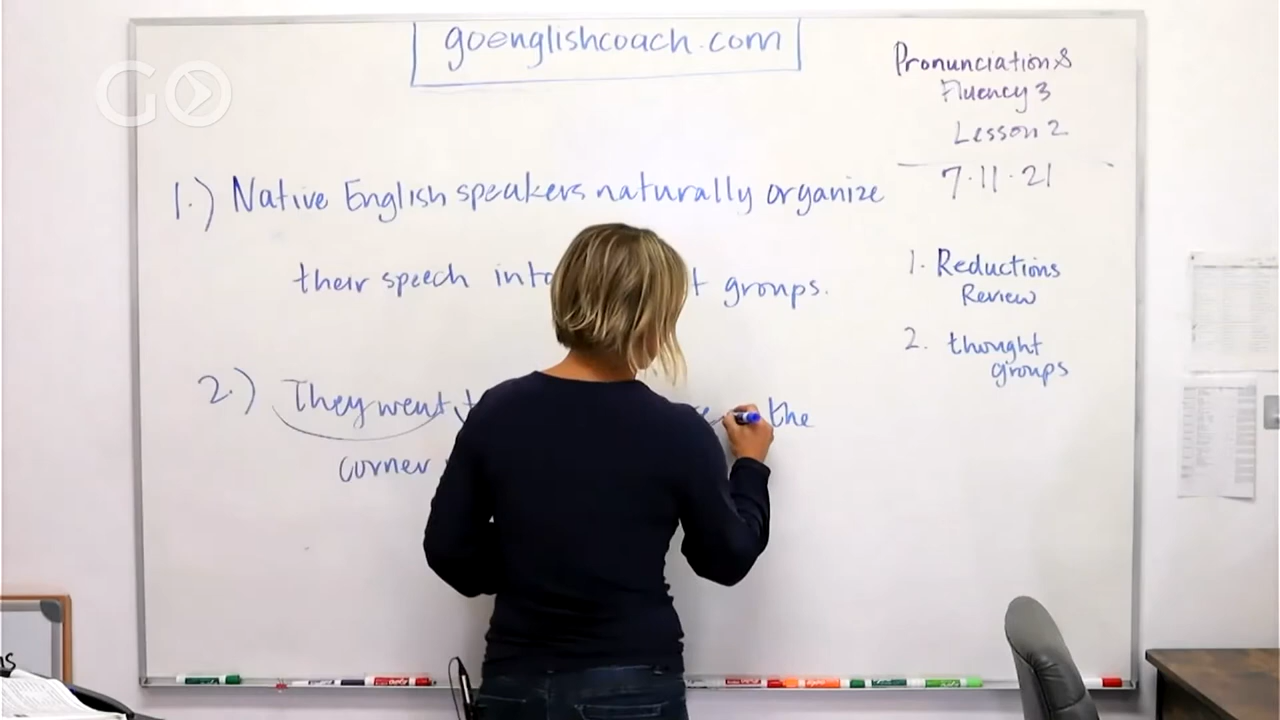 GO
goenglishcoach.com
Pronunciation &
Fluency 3
Lesson 2
7.11.21
1. Reductions
Review
2. thought
groups
1.) Native English speakers naturally organize
their speech into groups.
2.) They went the
corner